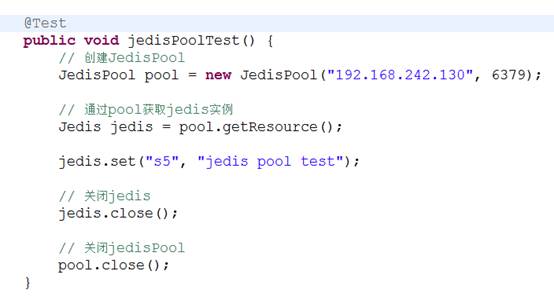 @Test
public void jedisPoolTest() {
// 创建JedisPool
JedisPool pool = new JedisPool("192.168.242.130", 6379);
// 通过pool获取jedis实例
Jedis jedis = pool.getResource();
jedis.set("s5", "jedis pool test");
// 关闭jedis
jedis.close();
// 关闭jedisPool
pool.close();
}